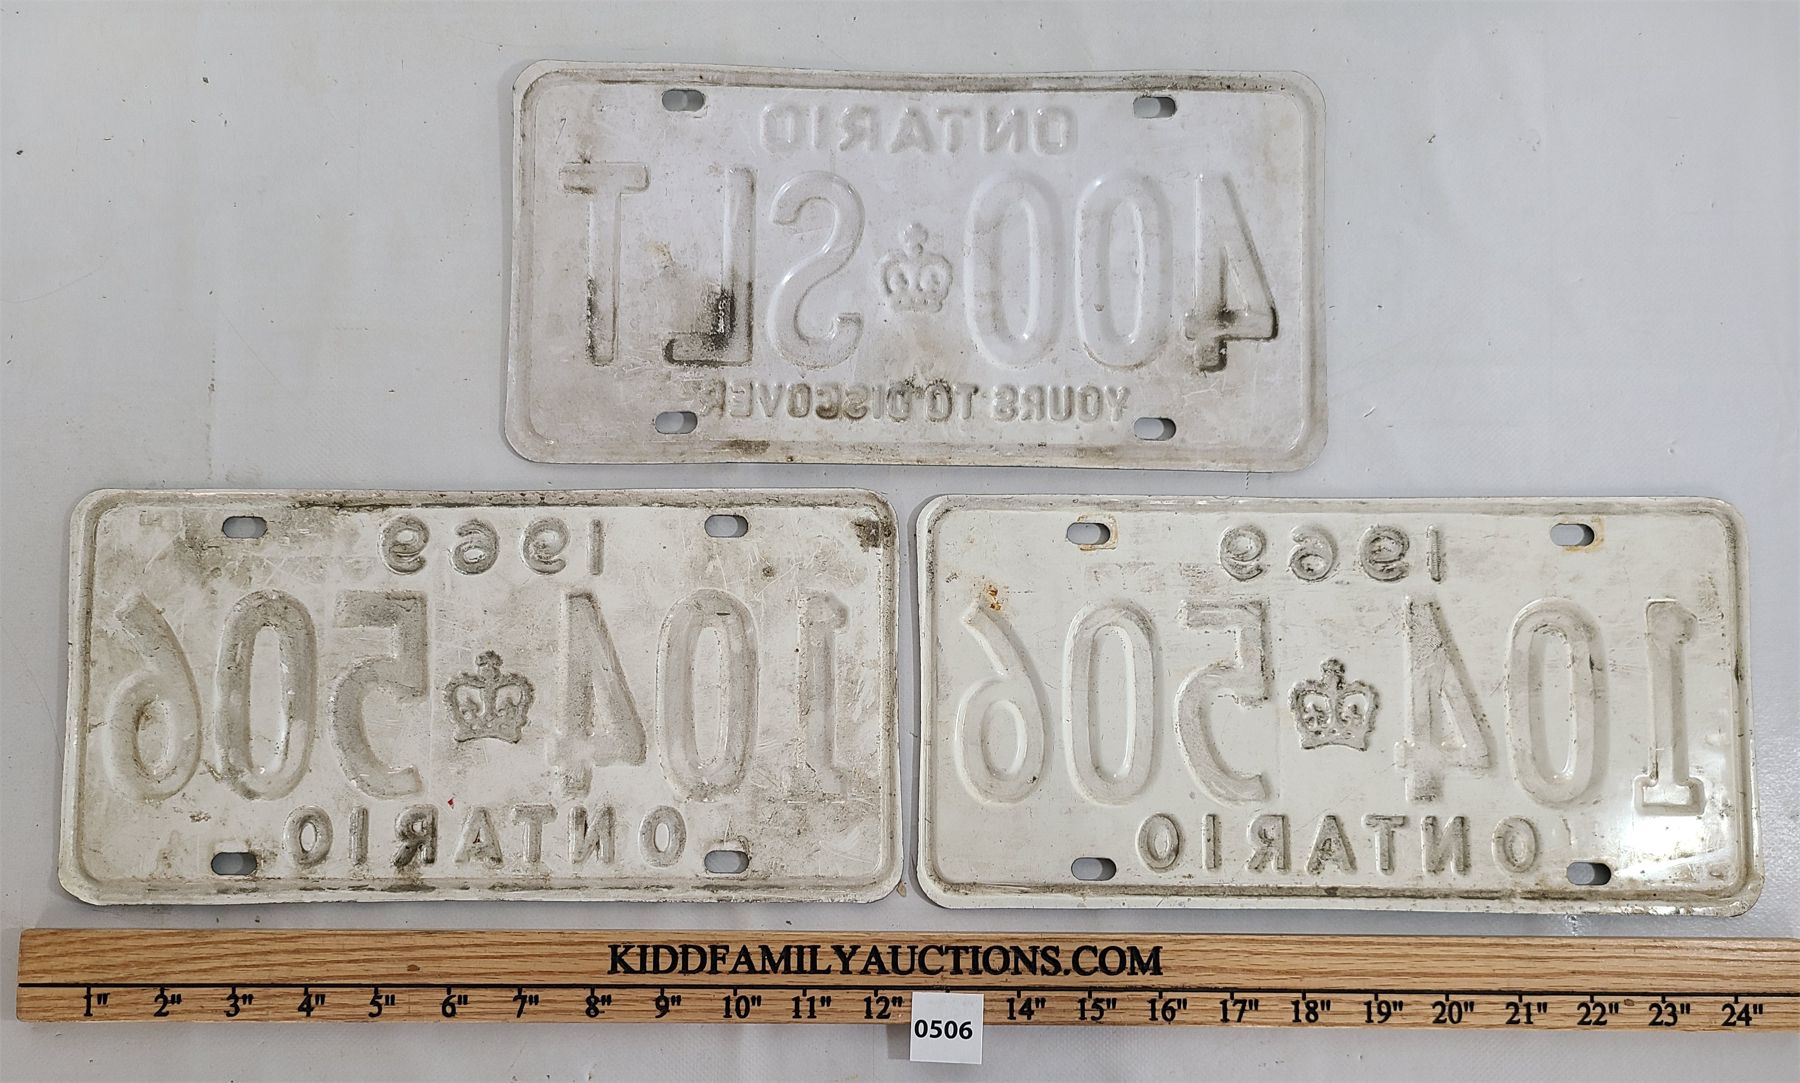 ONTARIO
400 SLT
YOURS TO DISCOVER
1969
104 506
ONTARIO
1969
104 506
ONTARIO
KIDDFAMILYAUCTIONS.COM
1" 2" 3" 4" 5" 6" 7" 8" 9" 10" 11" 12" 14" 15" 16" 17" 18" 19" 20" 21" 22" 23" 24"
0506